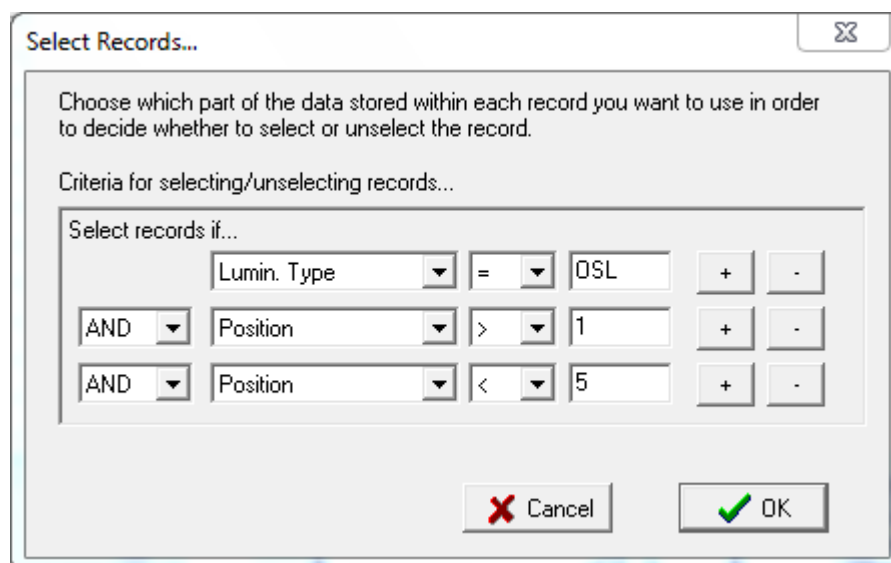 Select Records...
Choose which part of the data stored within each record you want to use in order
to decide whether to select or unselect the record.
Criteria for selecting/unselecting records...
Select records if...
Lumin. Type = OSL + -
AND Position > 1 + -
AND Position < 5 + -
Cancel OK